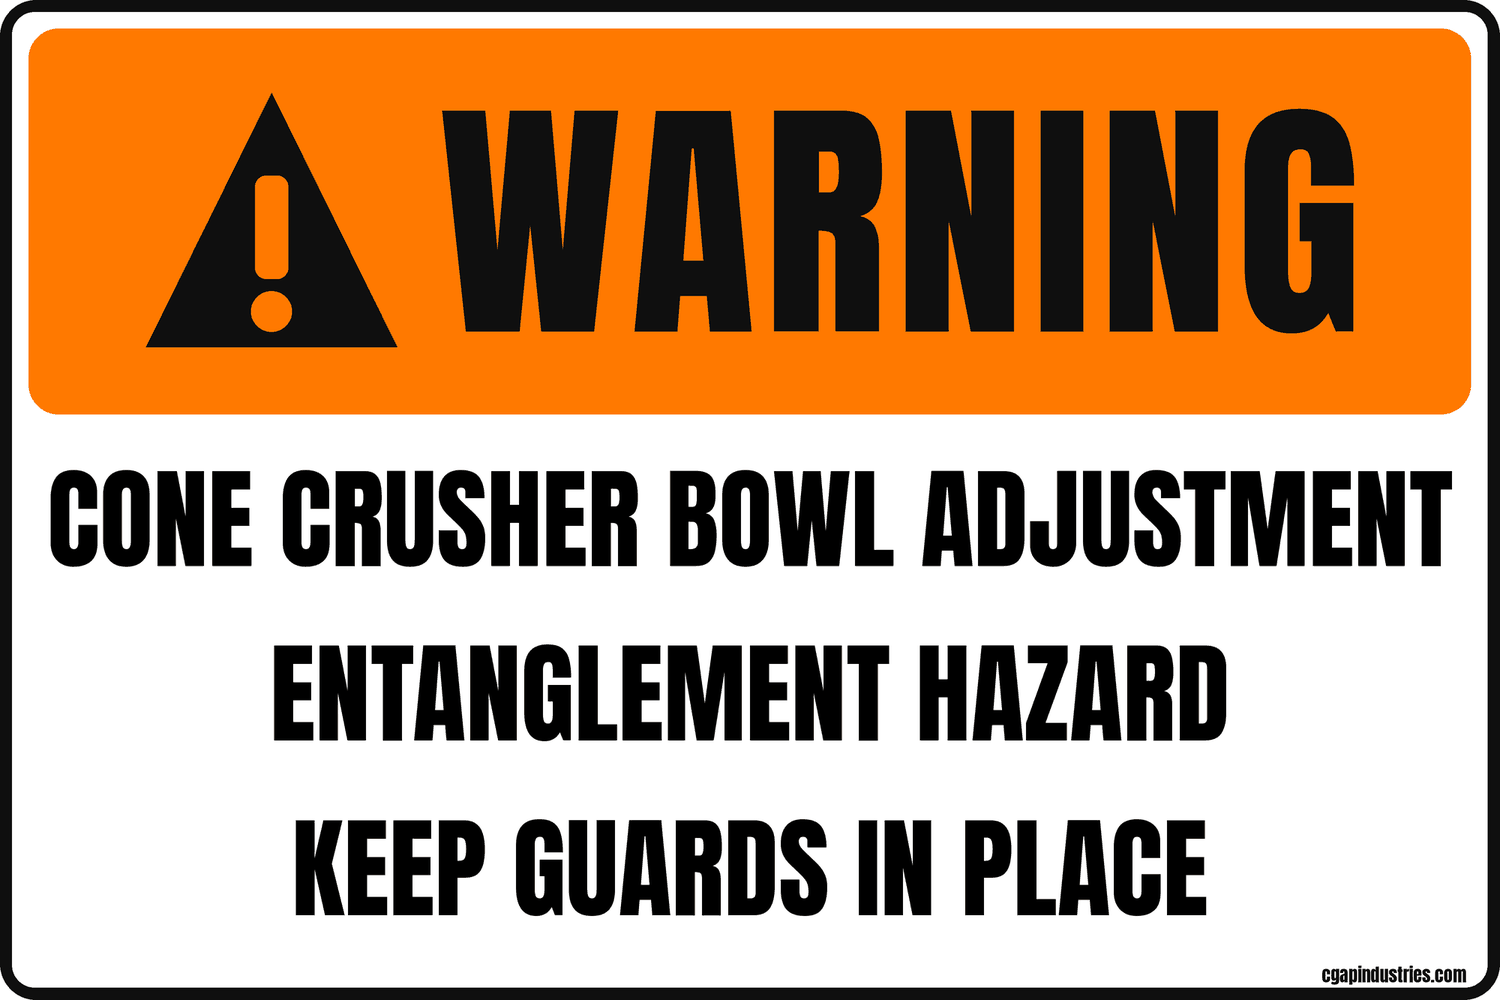 WARNING
CONE CRUSHER BOWL ADJUSTMENT
ENTANGLEMENT HAZARD
KEEP GUARDS IN PLACE
cgapindustries.com